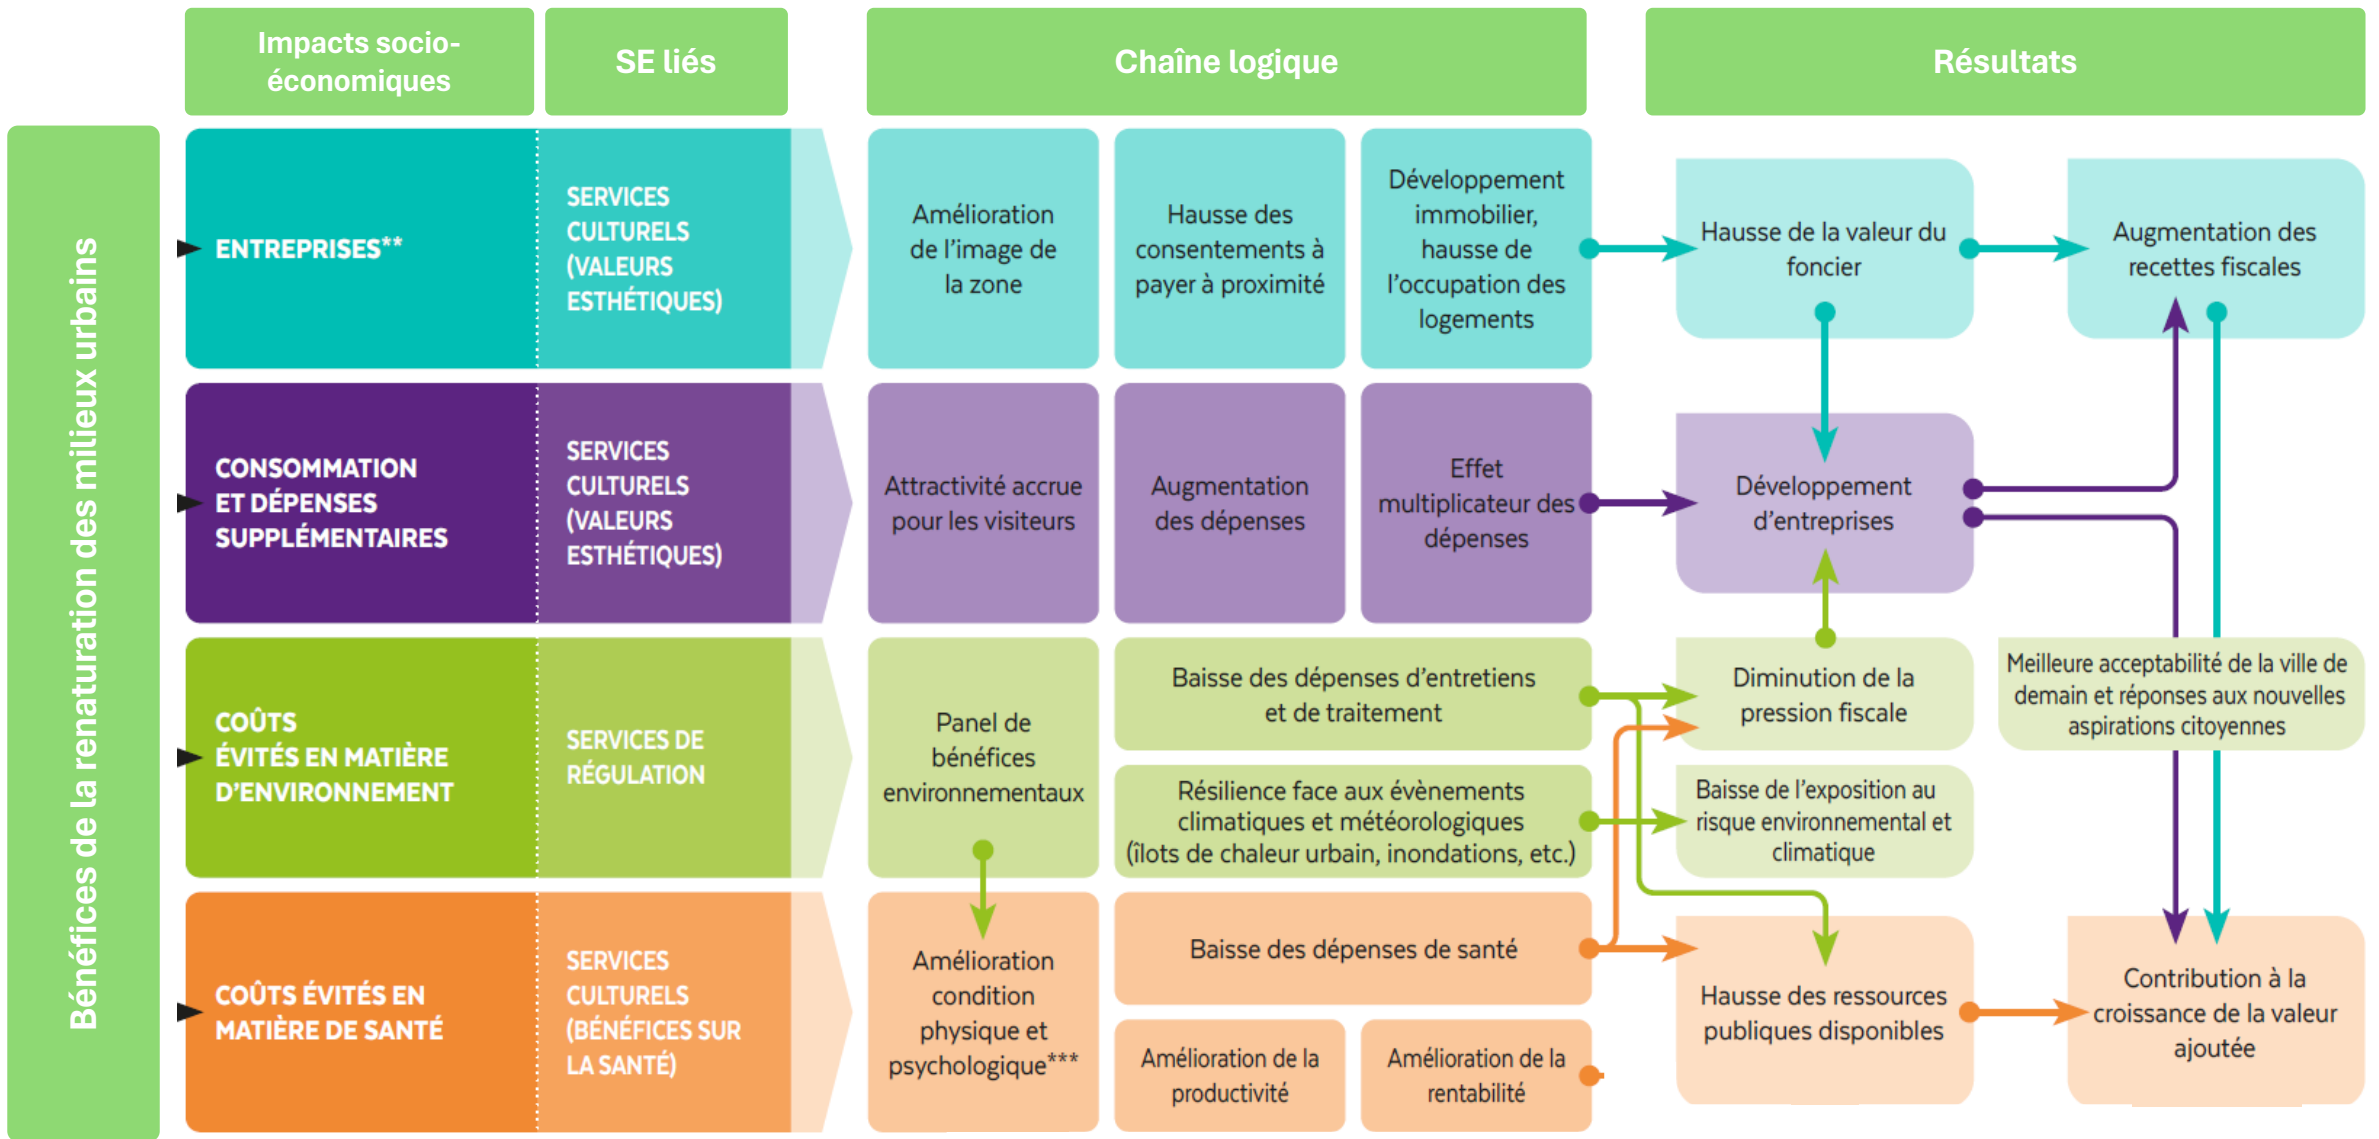 Impacts socio-
économiques
SE liés
Chaîne logique
Résultats
Bénéfices de la renaturation des milieux urbains
ENTREPRISES**
SERVICES
CULTURELS
(VALEURS
ESTHÉTIQUES)
Amélioration
de l'image de
la zone
Hausse des
consentements à
payer à proximité
Développement
immobilier,
hausse de
l'occupation des
logements
Hausse de la valeur du
foncier
Augmentation des
recettes fiscales
CONSOMMATION
ET DÉPENSES
SUPPLÉMENTAIRES
SERVICES
CULTURELS
(VALEURS
ESTHÉTIQUES)
Attractivité accrue
pour les visiteurs
Augmentation
des dépenses
Effet
multiplicateur des
dépenses
Développement
d'entreprises
COÛTS
ÉVITÉS EN MATIÈRE
D'ENVIRONNEMENT
SERVICES DE
RÉGULATION
Panel de
bénéfices
environnementaux
Baisse des dépenses d'entretiens
et de traitement
Résilience face aux évènements
climatiques et météorologiques
(îlots de chaleur urbain, inondations, etc.)
Diminution de la
pression fiscale
Meilleure acceptabilité de la ville de
demain et réponses aux nouvelles
aspirations citoyennes
Baisse de l'exposition au
risque environnemental et
climatique
COÛTS ÉVITÉS EN
MATIÈRE DE SANTÉ
SERVICES
CULTURELS
(BÉNÉFICES SUR
LA SANTÉ)
Amélioration
condition
physique et
psychologique***
Baisse des dépenses de santé
Amélioration de la
productivité
Amélioration de la
rentabilité
Hausse des ressources
publiques disponibles
Contribution à la
croissance de la valeur
ajoutée